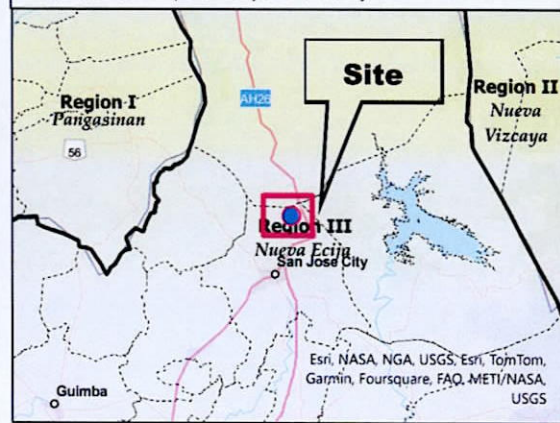 Site
Region I
Pangasinan
AH26
56
Region II
Nueva
Vizcaya
Region III
Nueva Ecija
San Jose City
Guimba
Esri, NASA, NGA, USGS, Esri, TomTom,
Garmin, Foursquare, FAO, METI/NASA,
USGS